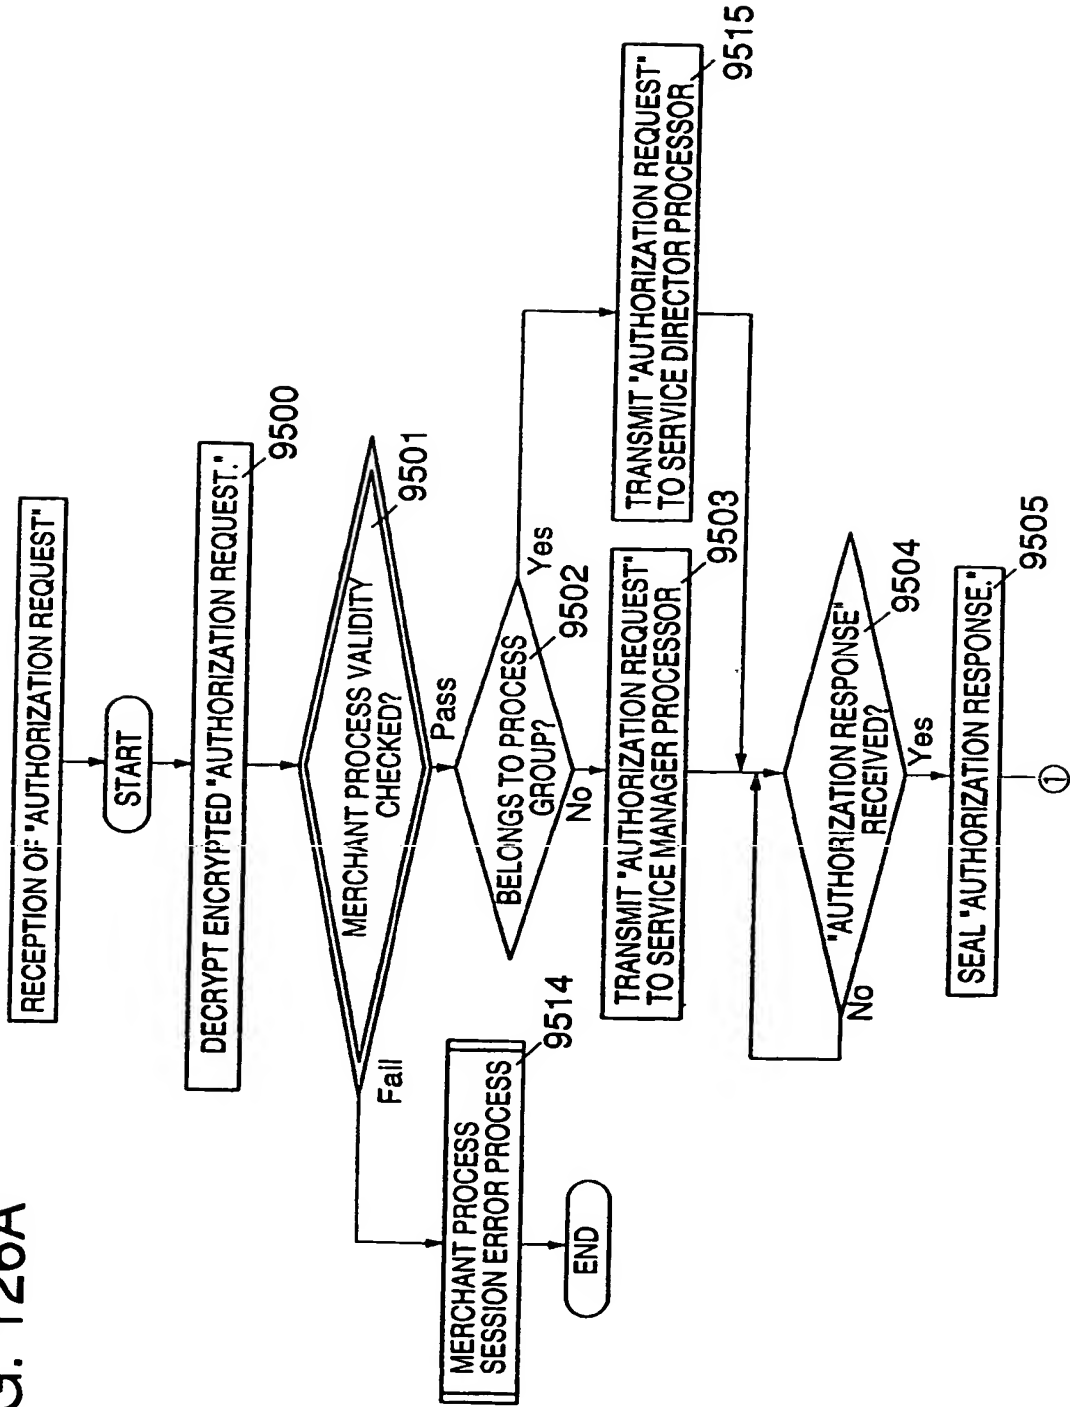 G. 126A
RECEPTION OF "AUTHORIZATION REQUEST"
START
DECRYPT ENCRYPTED "AUTHORIZATION REQUEST."
9500
MERCHANT PROCESS VALIDITY
CHECKED?
9501
Fail
Pass
MERCHANT PROCESS
SESSION ERROR PROCESS
9514
END
BELONGS TO PROCESS
GROUP?
9502
Yes
No
TRANSMIT "AUTHORIZATION REQUEST"
TO SERVICE MANAGER PROCESSOR
9503
TRANSMIT "AUTHORIZATION REQUEST"
TO SERVICE DIRECTOR PROCESSOR
9515
"AUTHORIZATION RESPONSE"
RECEIVED?
9504
No
Yes
SEAL "AUTHORIZATION RESPONSE."
9505
①